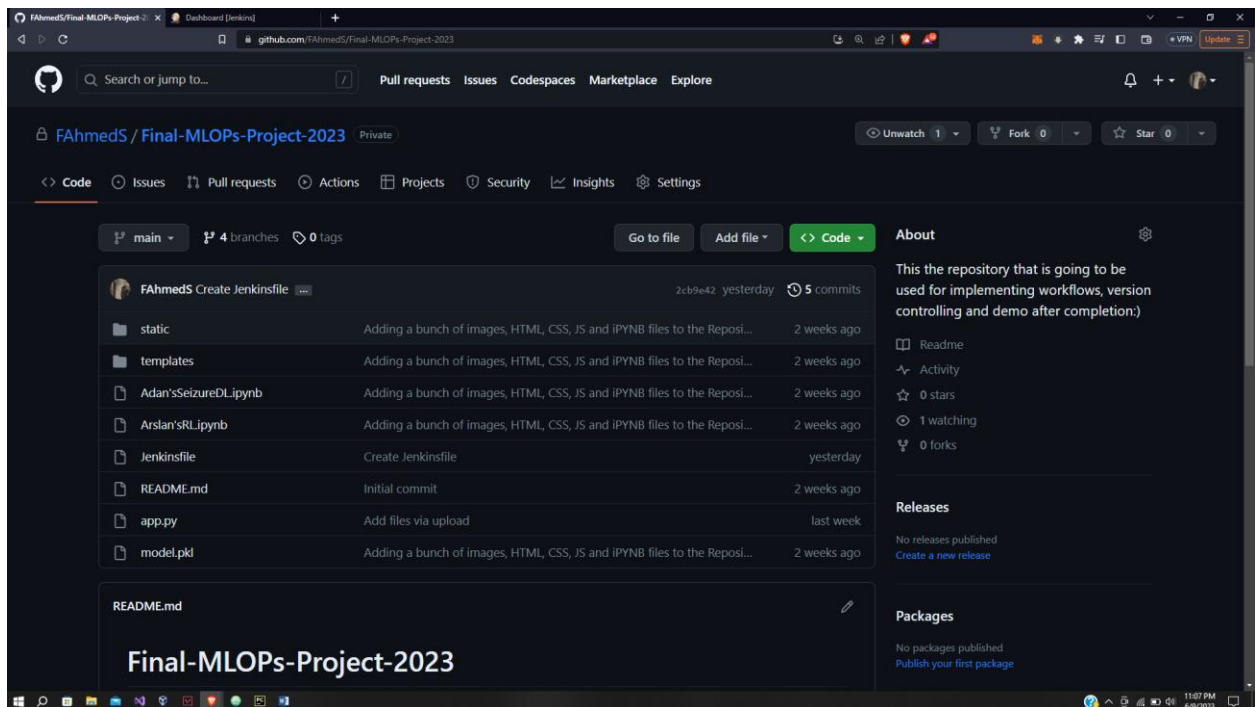 FAhmedS/Final-MLOPs-Project-2
Dashboard [Jenkins]
github.com/FAhmedS/Final-MLOPs-Project-2023
VPN
Update
Search or jump to...
/
Pull requests Issues Codespaces Marketplace Explore
FAhmedS / Final-MLOPs-Project-2023 Private
Unwatch 1
Fork 0
Star 0
<> Code Issues Pull requests Actions Projects Security Insights Settings
main 4 branches 0 tags
Go to file Add file <> Code
FAhmedS Create Jenkinsfile ... 2cb9e42 yesterday 5 commits
static Adding a bunch of images, HTML, CSS, JS and iPYNB files to the Reposi... 2 weeks ago
templates Adding a bunch of images, HTML, CSS, JS and iPYNB files to the Reposi... 2 weeks ago
Adan'sSeizureDL.ipynb Adding a bunch of images, HTML, CSS, JS and iPYNB files to the Reposi... 2 weeks ago
Arslan'sRL.ipynb Adding a bunch of images, HTML, CSS, JS and iPYNB files to the Reposi... 2 weeks ago
Jenkinsfile Create Jenkinsfile yesterday
README.md Initial commit 2 weeks ago
app.py Add files via upload last week
model.pkl Adding a bunch of images, HTML, CSS, JS and iPYNB files to the Reposi... 2 weeks ago
README.md
Final-MLOPs-Project-2023
About
This the repository that is going to be
used for implementing workflows, version
controlling and demo after completion:)
Readme
Activity
0 stars
1 watching
0 forks
Releases
No releases published
Create a new release
Packages
No packages published
Publish your first package
11:07 PM
6/9/2023